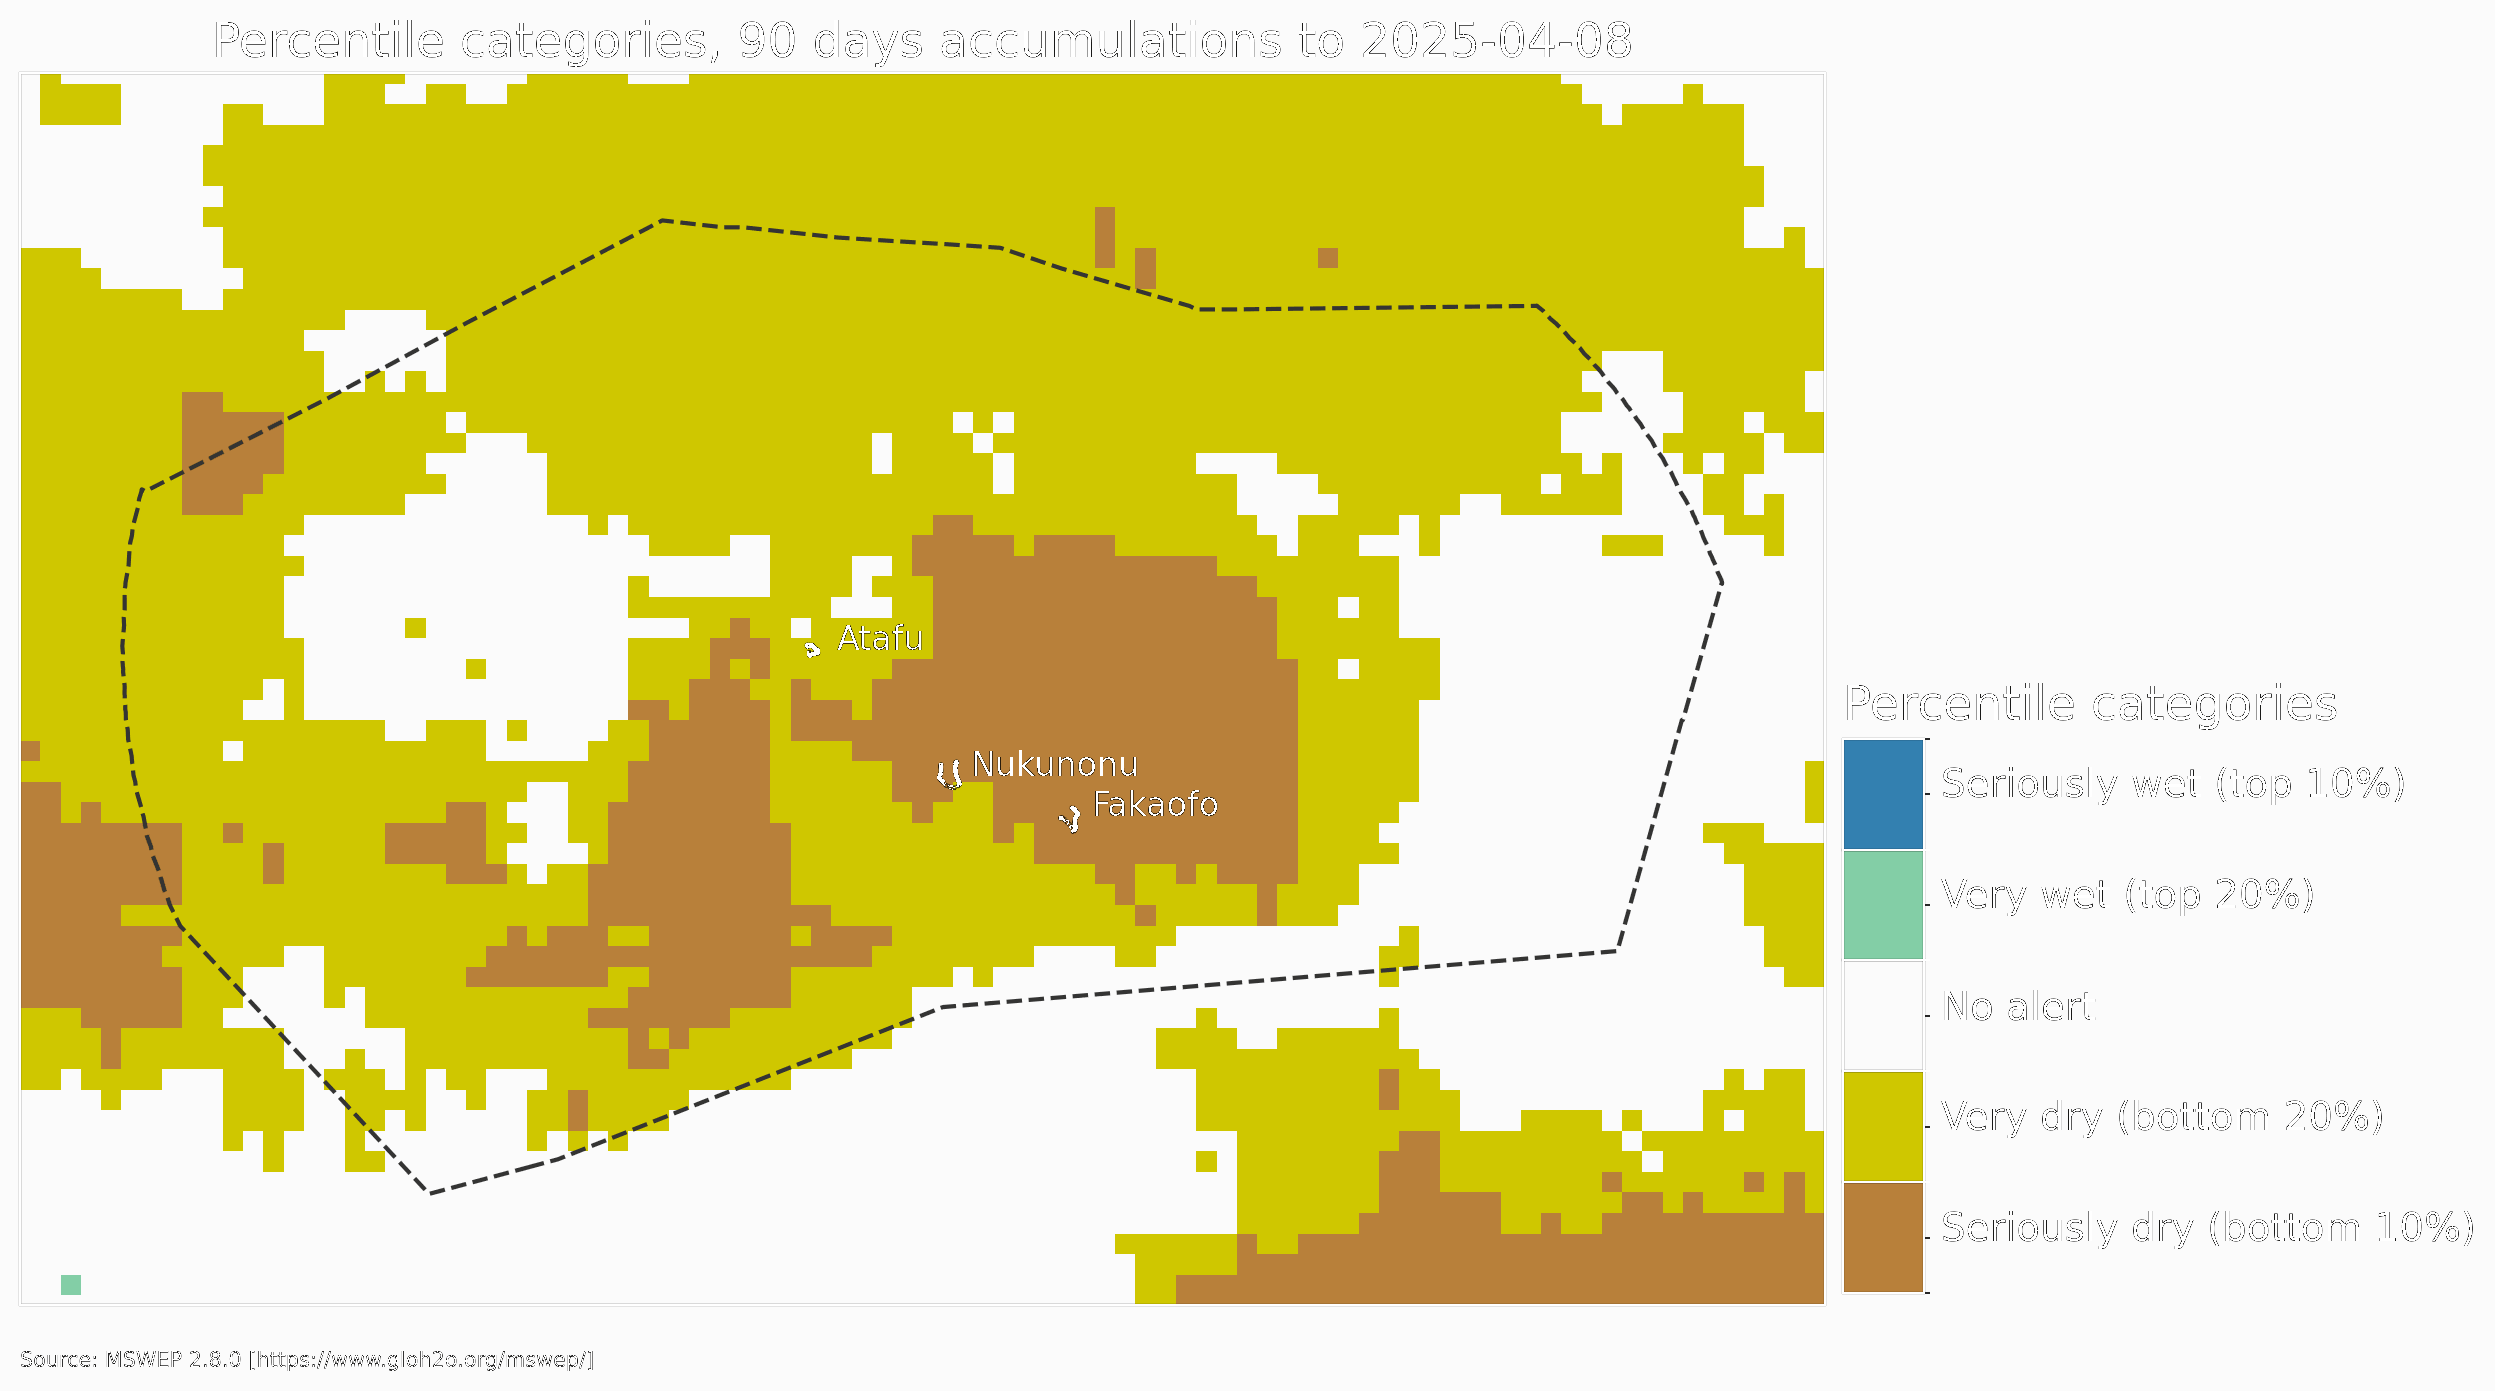 Percentile categories, 90 days accumulations to 2025-04-08
Atafu
Nukunonu
Fakaofo
Percentile categories
Seriously wet (top 10%)
Very wet (top 20%)
No alert
Very dry (bottom 20%)
Seriously dry (bottom 10%)
Source: MSWEP 2.8.0 [https://www.gloh2o.org/mswep/]